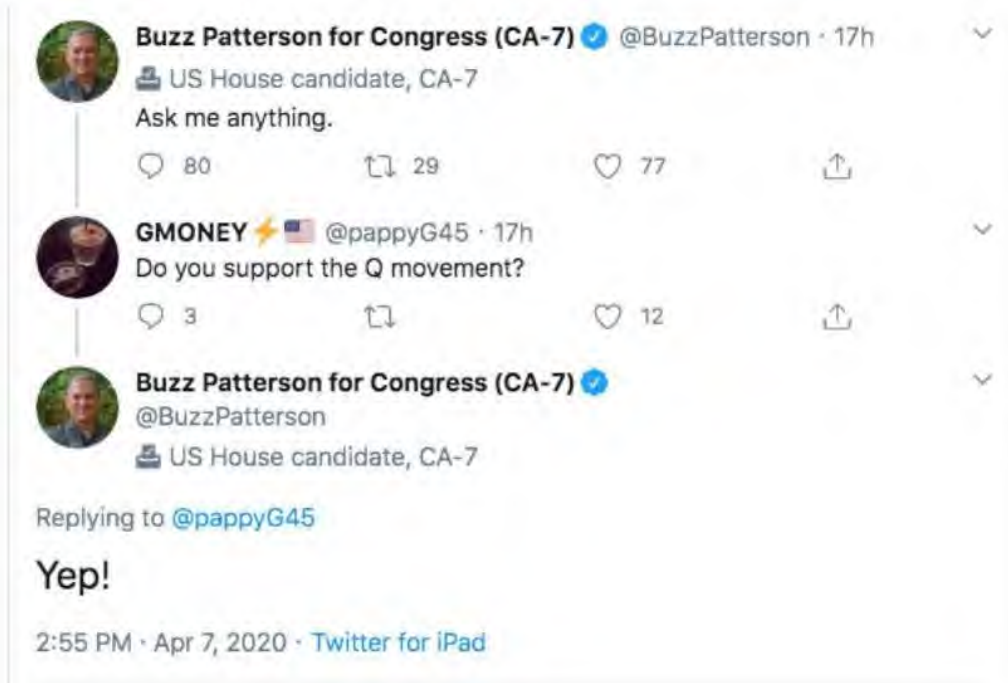 Buzz Patterson for Congress (CA-7) @BuzzPatterson · 17h
US House candidate, CA-7
Ask me anything.
80 29 77
GMONEY⚡🇺🇸 @pappyG45 · 17h
Do you support the Q movement?
3 12
Buzz Patterson for Congress (CA-7)
@BuzzPatterson
US House candidate, CA-7
Replying to @pappyG45
Yep!
2:55 PM · Apr 7, 2020 · Twitter for iPad